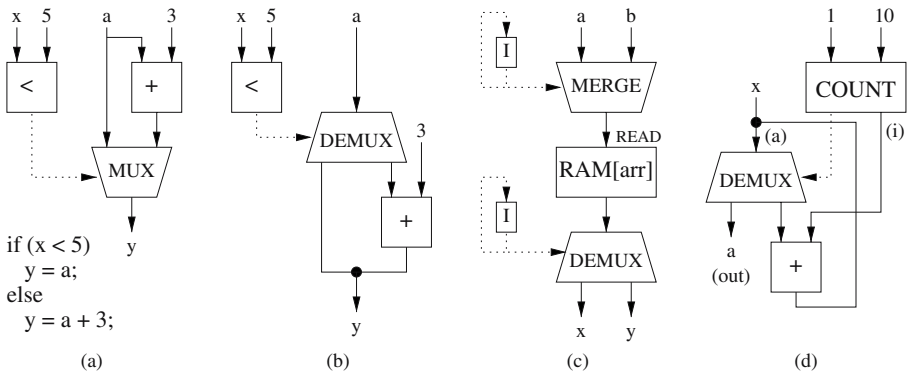 x 5 a 3
< +
MUX
y
if (x < 5)
y = a;
else
y = a + 3;
(a)
x 5 a
<
DEMUX
3
+
y
(b)
a b
I
MERGE
READ
RAM[arr]
I
DEMUX
x y
(c)
1 10
COUNT
x
(a) (i)
DEMUX
a
(out)
+
(d)